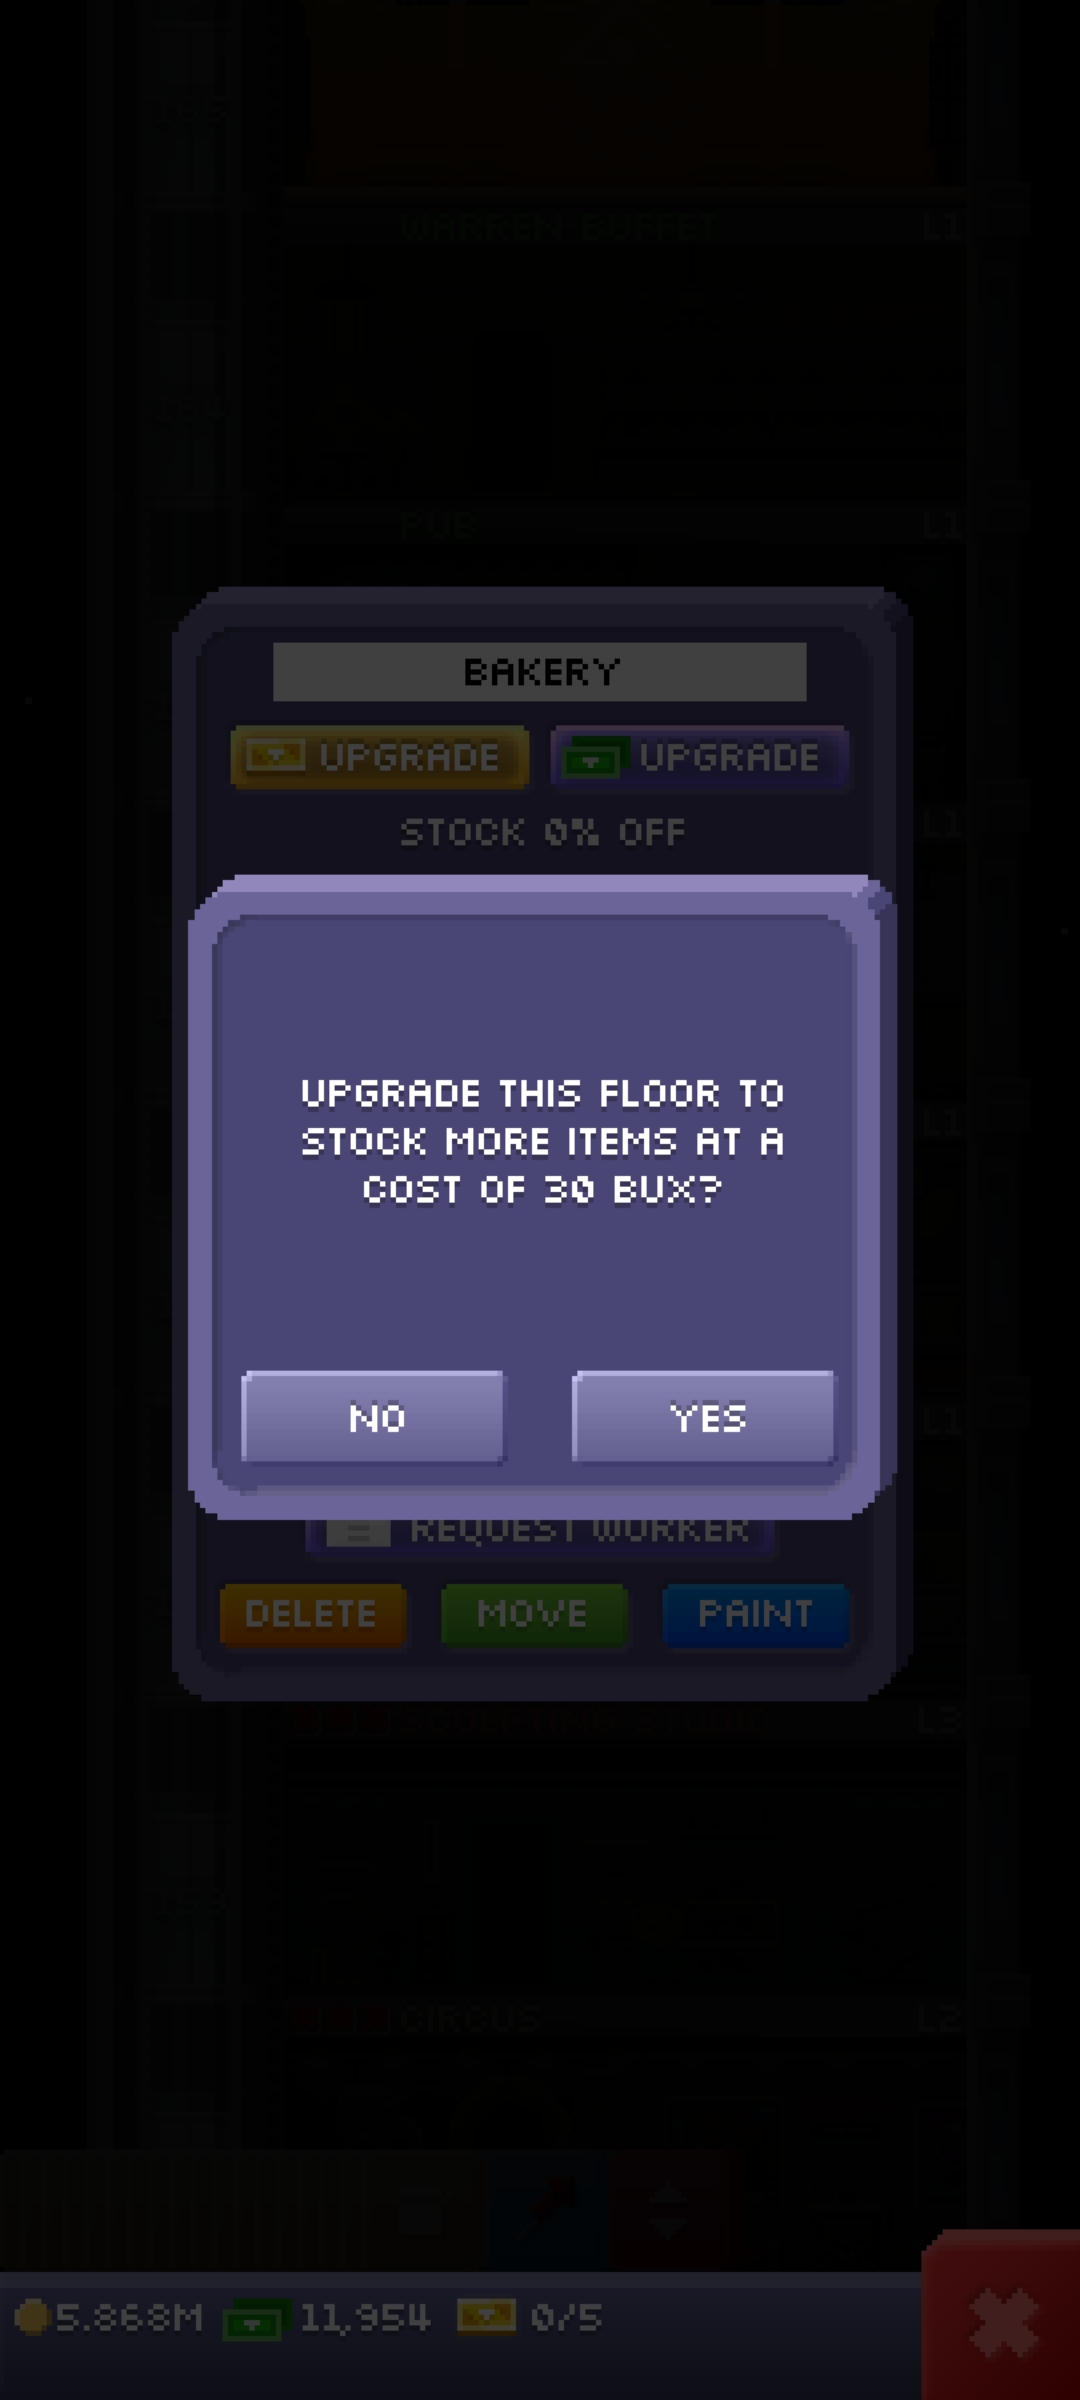 WARREN BUFFET L1
PUB L1
BAKERY
UPGRADE UPGRADE
STOCK 0% OFF
L1
UPGRADE THIS FLOOR TO
STOCK MORE ITEMS AT A
COST OF 30 BUX?
L1
NO YES
L1
REQUEST WORKER
DELETE MOVE PAINT
SCULPTING STUDIO L3
CIRCUS L2
5.868M 11,954 0/5